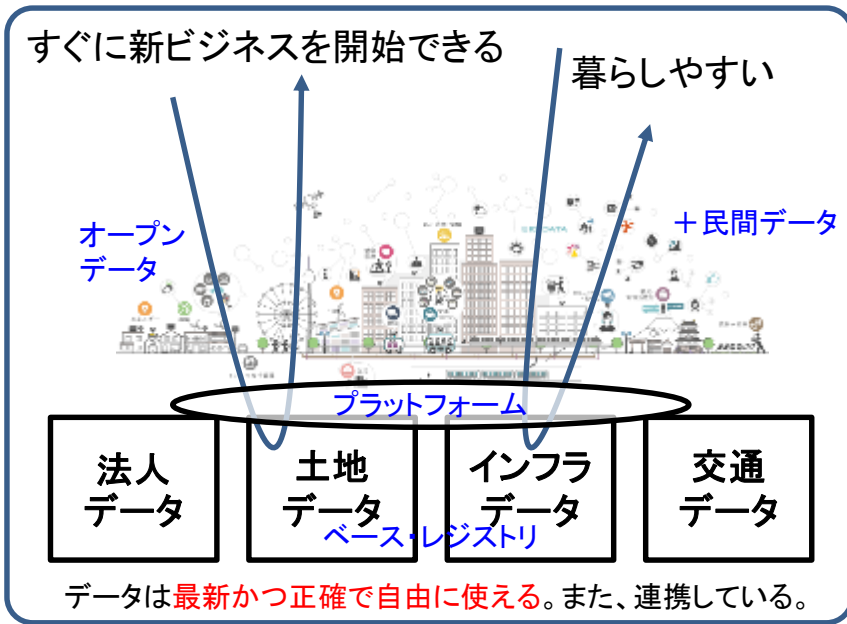 すぐに新ビジネスを開始できる
暮らしやすい
オープン
データ
＋民間データ
プラットフォーム
法人
データ
土地
データ
インフラ
データ
交通
データ
ベース・レジストリ
データは最新かつ正確で自由に使える。また、連携している。